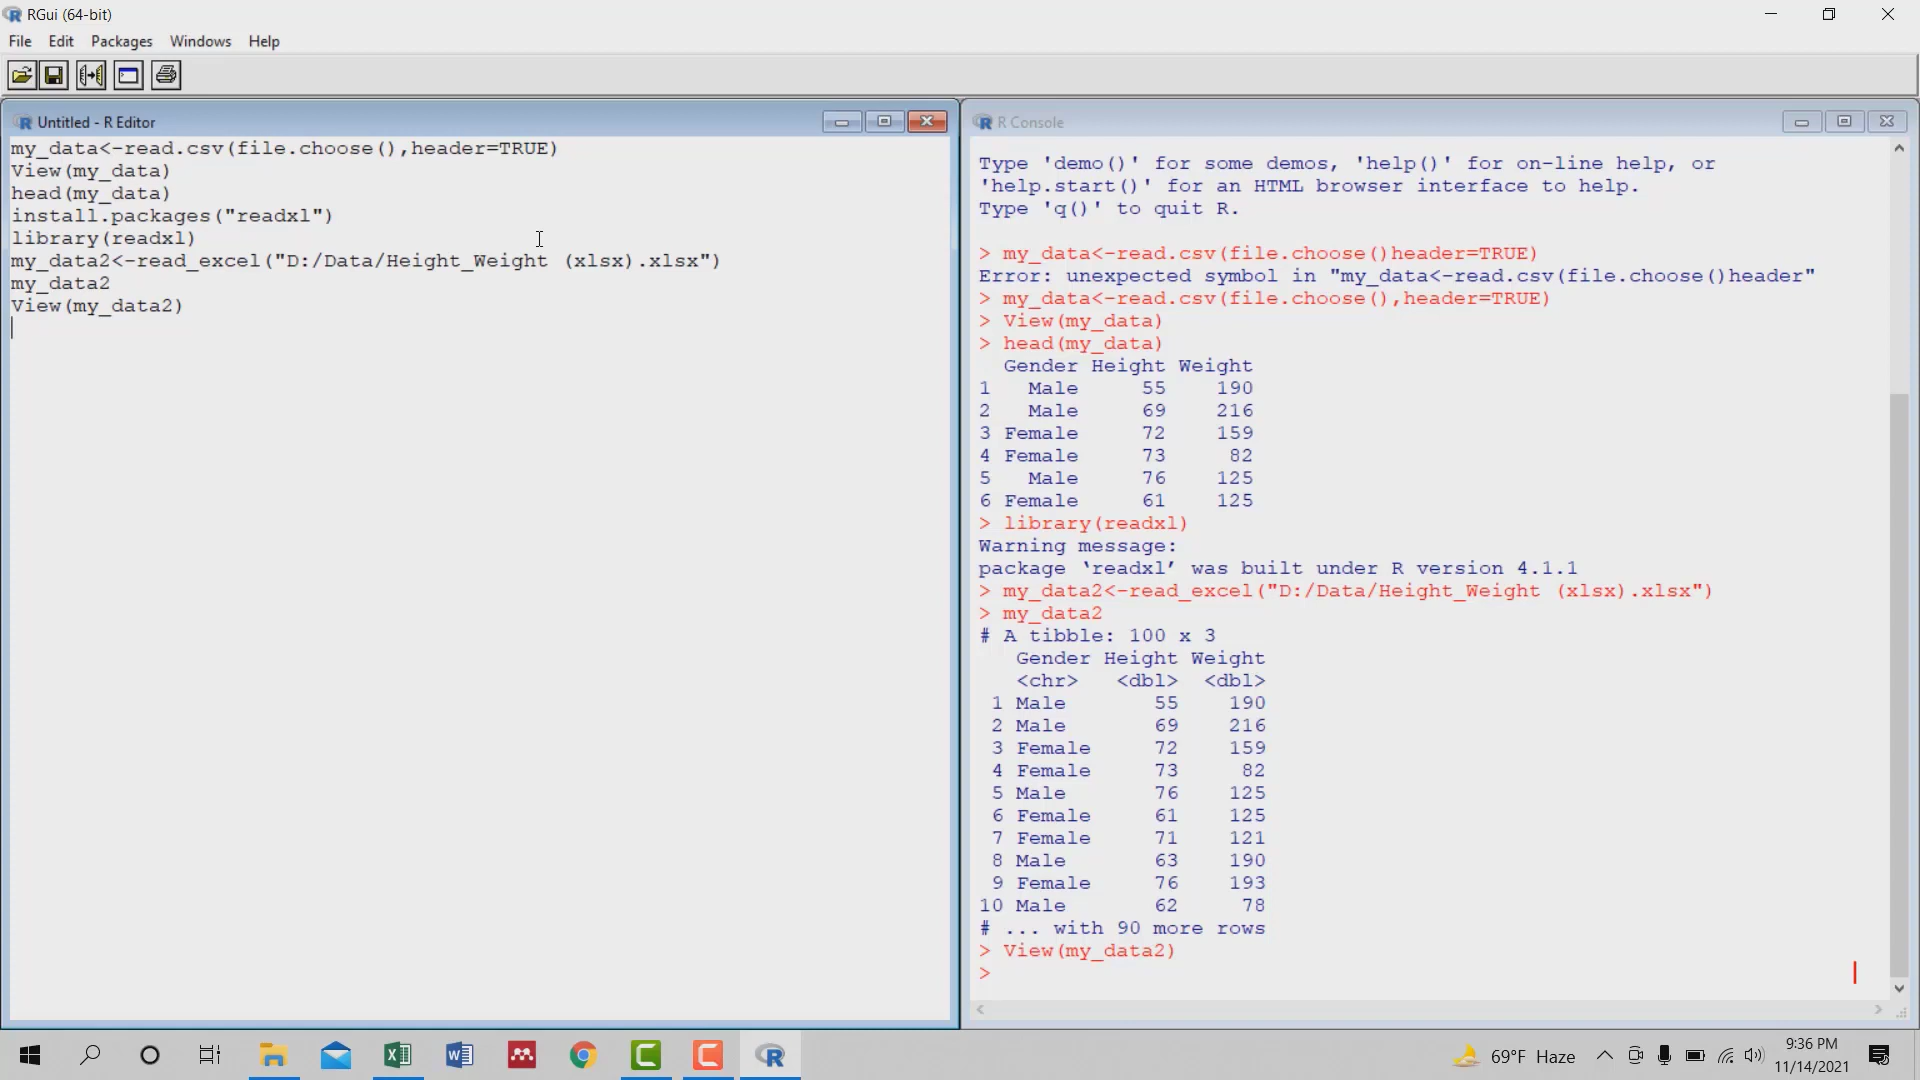 RGui (64-bit)
File Edit Packages Windows Help
Untitled - R Editor
my_data<-read.csv(file.choose(),header=TRUE)
View(my_data)
head(my_data)
install.packages("readxl")
library(readxl)
my_data2<-read_excel("D:/Data/Height_Weight (xlsx).xlsx")
my_data2
View(my_data2)
R Console
Type 'demo()' for some demos, 'help()' for on-line help, or
'help.start()' for an HTML browser interface to help.
Type 'q()' to quit R.
> my_data<-read.csv(file.choose()header=TRUE)
Error: unexpected symbol in "my_data<-read.csv(file.choose()header"
> my_data<-read.csv(file.choose(),header=TRUE)
> View(my_data)
> head(my_data)
Gender Height Weight
1 Male 55 190
2 Male 69 216
3 Female 72 159
4 Female 73 82
5 Male 76 125
6 Female 61 125
> library(readxl)
Warning message:
package ‘readxl’ was built under R version 4.1.1
> my_data2<-read_excel("D:/Data/Height_Weight (xlsx).xlsx")
> my_data2
# A tibble: 100 x 3
Gender Height Weight
<chr> <dbl> <dbl>
1 Male 55 190
2 Male 69 216
3 Female 72 159
4 Female 73 82
5 Male 76 125
6 Female 61 125
7 Female 71 121
8 Male 63 190
9 Female 76 193
10 Male 62 78
# ... with 90 more rows
> View(my_data2)
>
69°F Haze
9:36 PM
11/14/2021